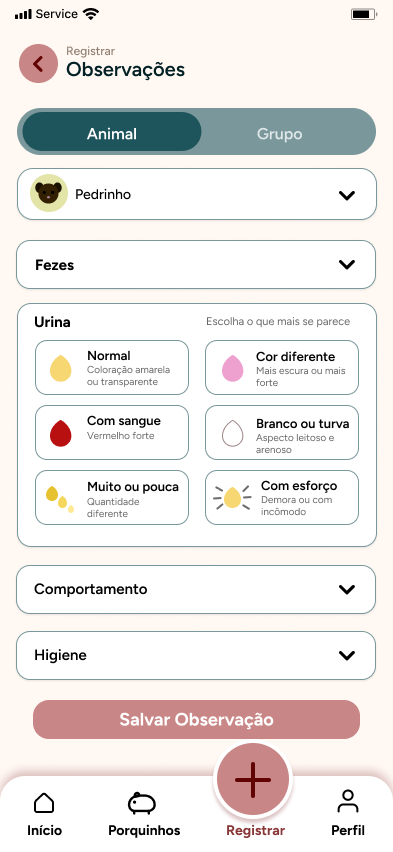 Service
Registrar
Observações
Animal
Grupo
Pedrinho
Fezes
Urina
Escolha o que mais se parece
Normal
Coloração amarela
ou transparente
Cor diferente
Mais escura ou mais
forte
Com sangue
Vermelho forte
Branco ou turva
Aspecto leitoso e
arenoso
Muito ou pouca
Quantidade
diferente
Com esforço
Demora ou com
incômodo
Comportamento
Higiene
Salvar Observação
Início
Porquinhos
Registrar
Perfil